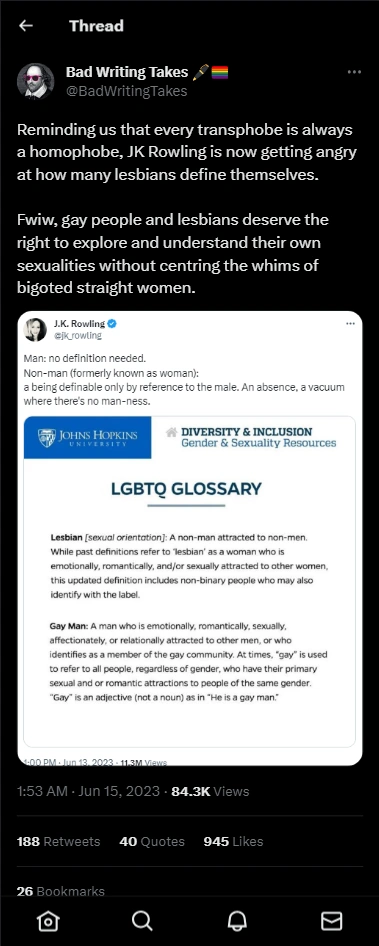 Thread
Bad Writing Takes
@BadWritingTakes
Reminding us that every transphobe is always
a homophobe, JK Rowling is now getting angry
at how many lesbians define themselves.
Fwiw, gay people and lesbians deserve the
right to explore and understand their own
sexualities without centring the whims of
bigoted straight women.
J.K. Rowling
@jk_rowling
Man: no definition needed.
Non-man (formerly known as woman):
a being definable only by reference to the male. An absence, a vacuum
where there's no man-ness.
JOHNS HOPKINS
UNIVERSITY
DIVERSITY & INCLUSION
Gender & Sexuality Resources
LGBTQ GLOSSARY
Lesbian [sexual orientation]: A non-man attracted to non-men.
While past definitions refer to 'lesbian' as a woman who is
emotionally, romantically, and/or sexually attracted to other women,
this updated definition includes non-binary people who may also
identify with the label.
Gay Man: A man who is emotionally, romantically, sexually,
affectionately, or relationally attracted to other men, or who
identifies as a member of the gay community. At times, "gay" is used
to refer to all people, regardless of gender, who have their primary
sexual and or romantic attractions to people of the same gender.
"Gay" is an adjective (not a noun) as in "He is a gay man."
1:00 PM · Jun 13, 2023 · 11.3M Views
1:53 AM · Jun 15, 2023 · 84.3K Views
188 Retweets 40 Quotes 945 Likes
26 Bookmarks